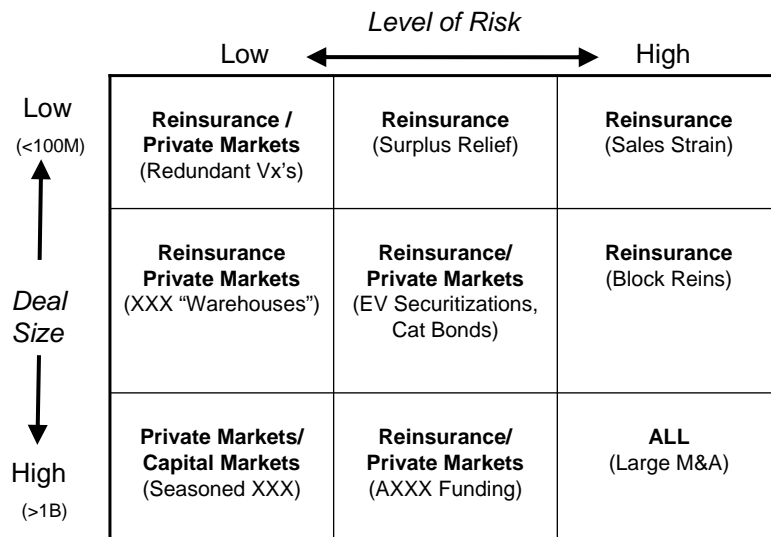 Level of Risk
Low
High
Low
(<100M)
Reinsurance /
Private Markets
(Redundant Vx’s)
Reinsurance
(Surplus Relief)
Reinsurance
(Sales Strain)
Deal
Size
Reinsurance
Private Markets
(XXX “Warehouses”)
Reinsurance/
Private Markets
(EV Securitizations,
Cat Bonds)
Reinsurance
(Block Reins)
High
(>1B)
Private Markets/
Capital Markets
(Seasoned XXX)
Reinsurance/
Private Markets
(AXXX Funding)
ALL
(Large M&A)